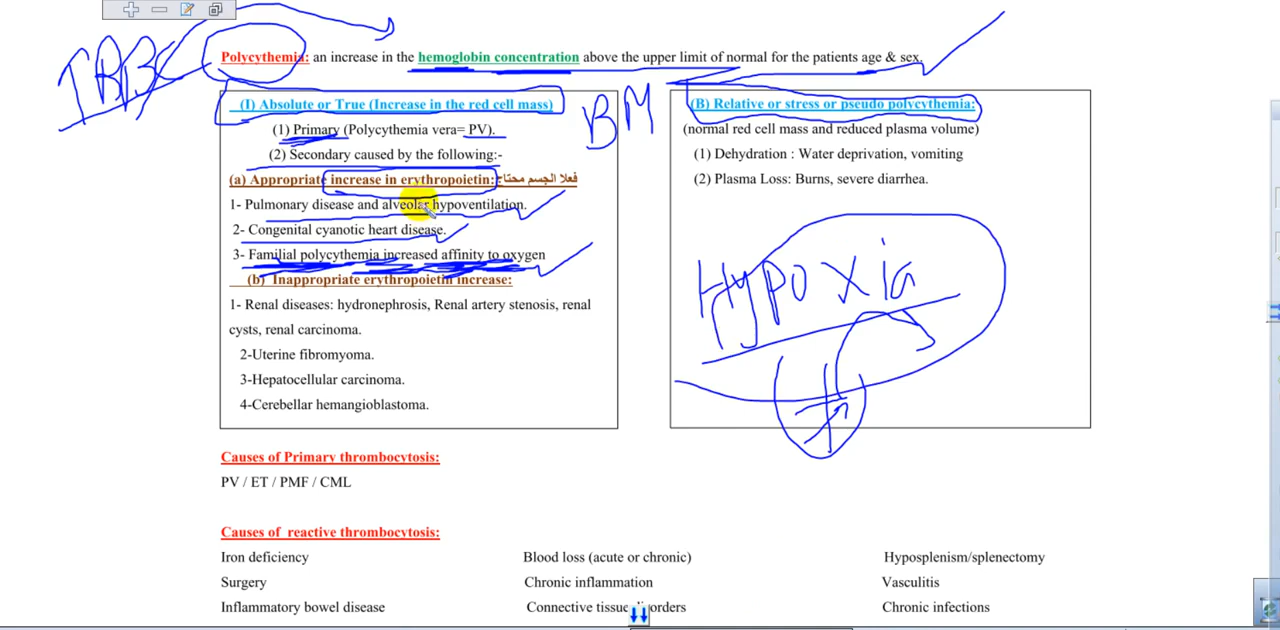 Polycythemia: an increase in the hemoglobin concentration above the upper limit of normal for the patients age & sex.
(I) Absolute or True (Increase in the red cell mass)
(1) Primary (Polycythemia vera= PV).
(2) Secondary caused by the following:-
(a) Appropriate increase in erythropoietin: فعلا الجسم محتاج
1- Pulmonary disease and alveolar hypoventilation.
2- Congenital cyanotic heart disease.
3- Familial polycythemia increased affinity to oxygen
(b) Inappropriate erythropoietin increase:
1- Renal diseases: hydronephrosis, Renal artery stenosis, renal
cysts, renal carcinoma.
2-Uterine fibromyoma.
3-Hepatocellular carcinoma.
4-Cerebellar hemangioblastoma.
BM
(B) Relative or stress or pseudo polycythemia:
(normal red cell mass and reduced plasma volume)
(1) Dehydration : Water deprivation, vomiting
(2) Plasma Loss: Burns, severe diarrhea.
Hypoxia
Causes of Primary thrombocytosis:
PV / ET / PMF / CML
Causes of reactive thrombocytosis:
Iron deficiency Blood loss (acute or chronic) Hyposplenism/splenectomy
Surgery Chronic inflammation Vasculitis
Inflammatory bowel disease Connective tissue disorders Chronic infections